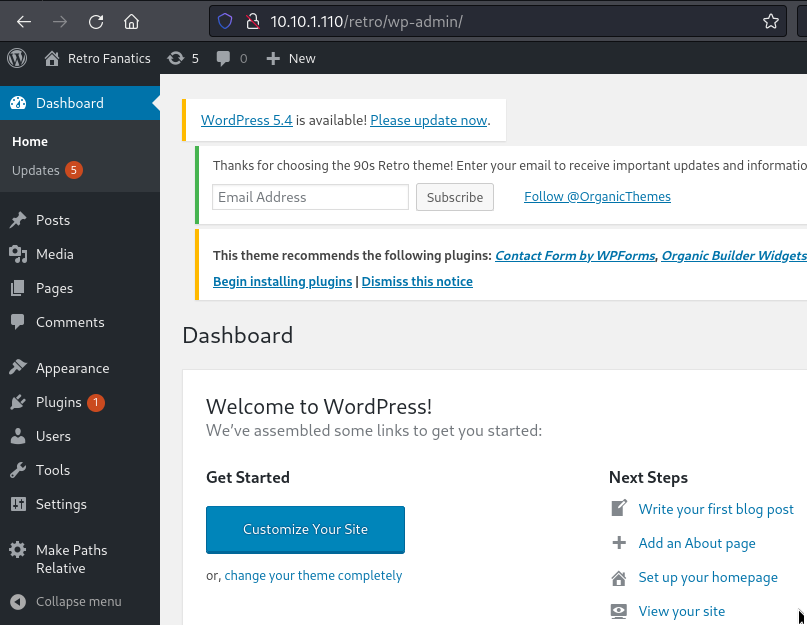 10.10.1.110/retro/wp-admin/
Retro Fanatics 5 0 New
Dashboard
Home
Updates 5
Posts
Media
Pages
Comments
Appearance
Plugins 1
Users
Tools
Settings
Make Paths
Relative
Collapse menu
WordPress 5.4 is available! Please update now.
Thanks for choosing the 90s Retro theme! Enter your email to receive important updates and informatio
Email Address Subscribe Follow @OrganicThemes
This theme recommends the following plugins: Contact Form by WPForms, Organic Builder Widgets
Begin installing plugins | Dismiss this notice
Dashboard
Welcome to WordPress!
We've assembled some links to get you started:
Get Started
Customize Your Site
or, change your theme completely
Next Steps
Write your first blog post
Add an About page
Set up your homepage
View your site